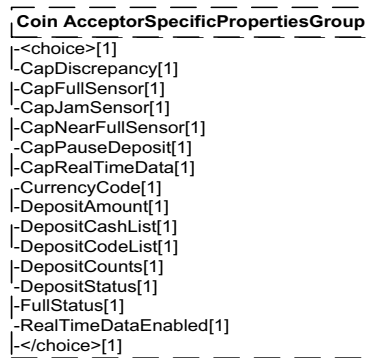 Coin AcceptorSpecificPropertiesGroup
-<choice>[1]
-CapDiscrepancy[1]
-CapFullSensor[1]
-CapJamSensor[1]
-CapNearFullSensor[1]
-CapPauseDeposit[1]
-CapRealTimeData[1]
-CurrencyCode[1]
-DepositAmount[1]
-DepositCashList[1]
-DepositCodeList[1]
-DepositCounts[1]
-DepositStatus[1]
-FullStatus[1]
-RealTimeDataEnabled[1]
-</choice>[1]